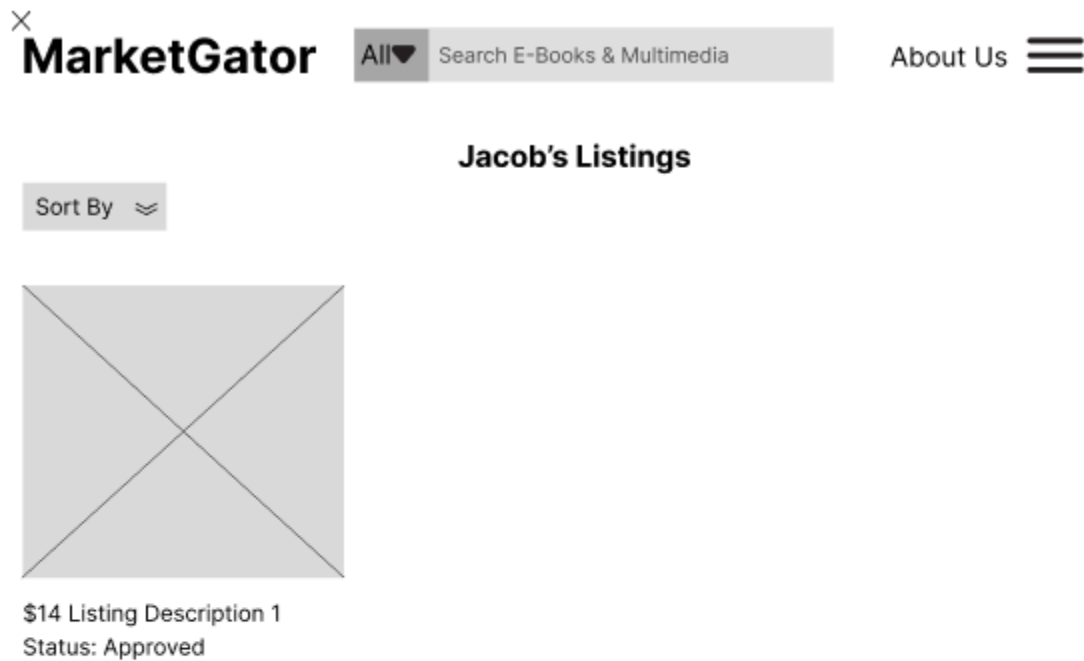 MarketGator
All
Search E-Books & Multimedia
About Us
Jacob’s Listings
Sort By
$14 Listing Description 1
Status: Approved